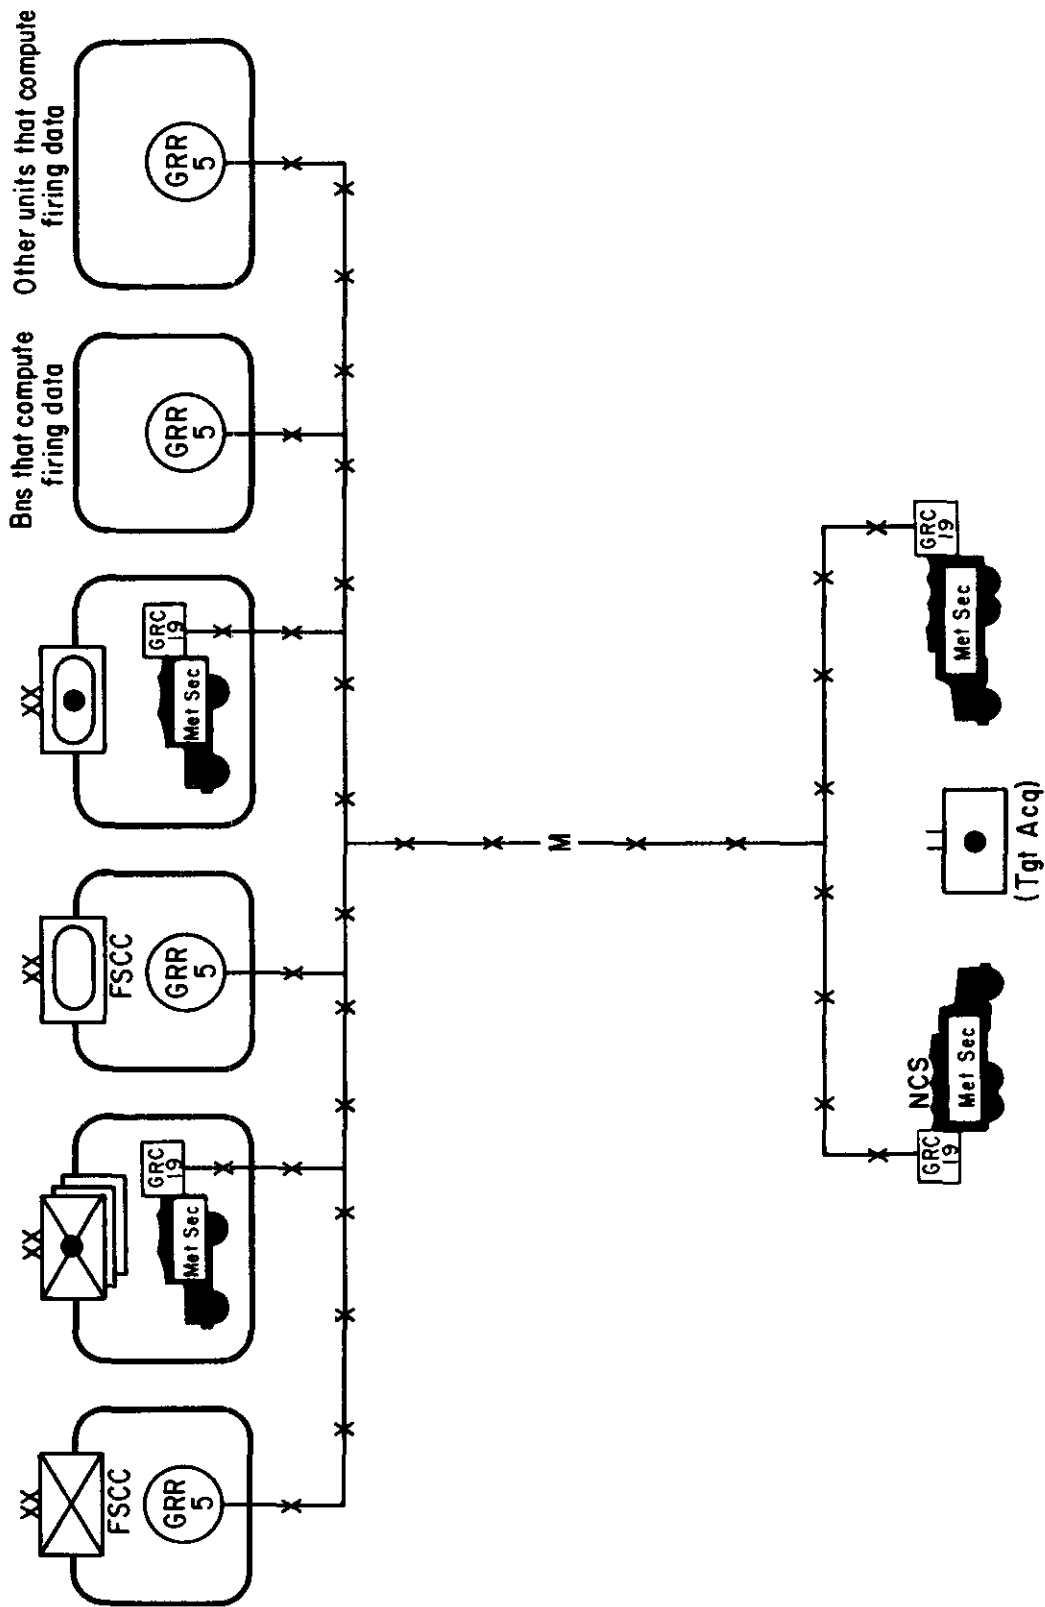 XX
FSCC
GRR
5
XX
GRC
19
Met Sec
XX
FSCC
GRR
5
XX
GRC
19
Met Sec
Bns that compute
firing data
GRR
5
Other units that compute
firing data
GRR
5
M
NCS
GRC
19
Met Sec
(Tgt Acq)
GRC
19
Met Sec